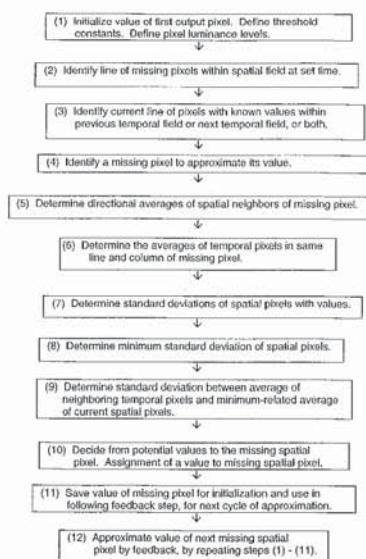 (1) Initialize value of first output pixel. Define threshold
constants. Define pixel luminance levels.
(2) Identify line of missing pixels within spatial field at set time.
(3) Identify current line of pixels with known values within
previous temporal field or next temporal field, or both.
(4) Identify a missing pixel to approximate its value.
(5) Determine directional averages of spatial neighbors of missing pixel.
(6) Determine the averages of temporal pixels in same
line and column of missing pixel.
(7) Determine standard deviations of spatial pixels with values.
(8) Determine minimum standard deviation of spatial pixels.
(9) Determine standard deviation between average of
neighboring temporal pixels and minimum-related average
of current spatial pixels.
(10) Decide from potential values to the missing spatial
pixel. Assignment of a value to missing spatial pixel.
(11) Save value of missing pixel for initialization and use in
following feedback step, for next cycle of approximation.
(12) Approximate value of next missing spatial
pixel by feedback, by repeating steps (1) - (11).